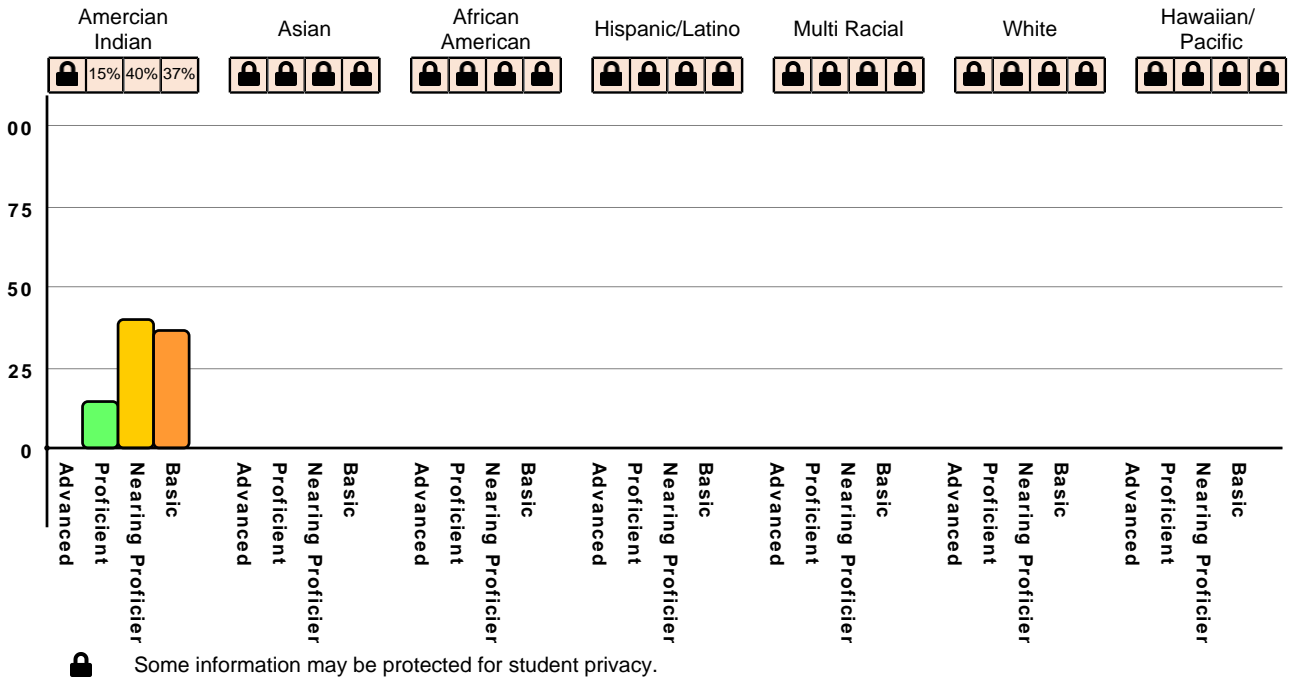 Amercian
Indian
Asian
African
American
Hispanic/Latino
Multi Racial
White
Hawaiian/
Pacific
15% 40% 37%
00
75
50
25
0
Advanced
Proficient
Nearing Proficier
Basic
Advanced
Proficient
Nearing Proficier
Basic
Advanced
Proficient
Nearing Proficier
Basic
Advanced
Proficient
Nearing Proficier
Basic
Advanced
Proficient
Nearing Proficier
Basic
Advanced
Proficient
Nearing Proficier
Basic
Advanced
Proficient
Nearing Proficier
Basic
Some information may be protected for student privacy.